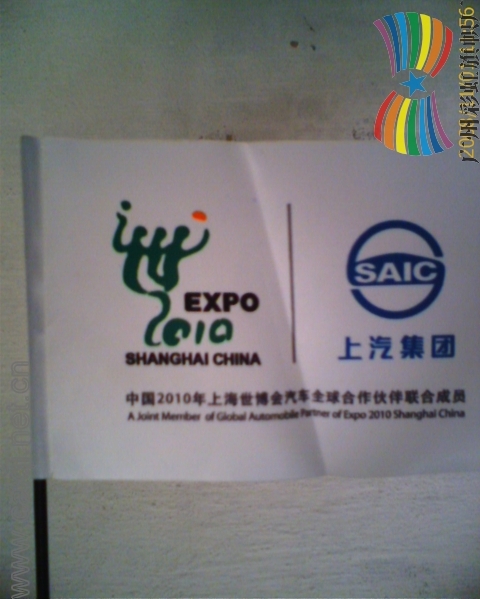 EXPO
2010
SHANGHAI CHINA
SAIC
上汽集团
中国2010年上海世博会汽车全球合作伙伴联合成员
A Joint Member of Global Automobile Partner of Expo 2010 Shanghai China